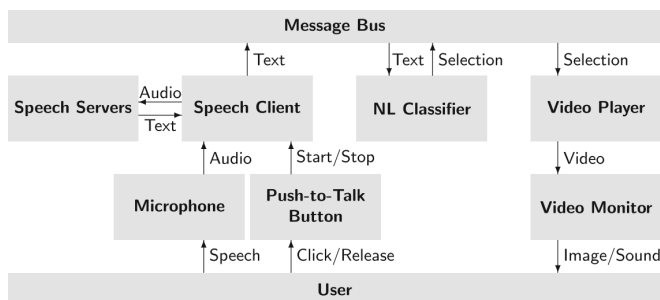 Message Bus
Text
Text
Selection
Selection
Speech Servers
Audio
Text
Speech Client
NL Classifier
Video Player
Audio
Start/Stop
Video
Microphone
Push-to-Talk
Button
Video Monitor
Speech
Click/Release
Image/Sound
User